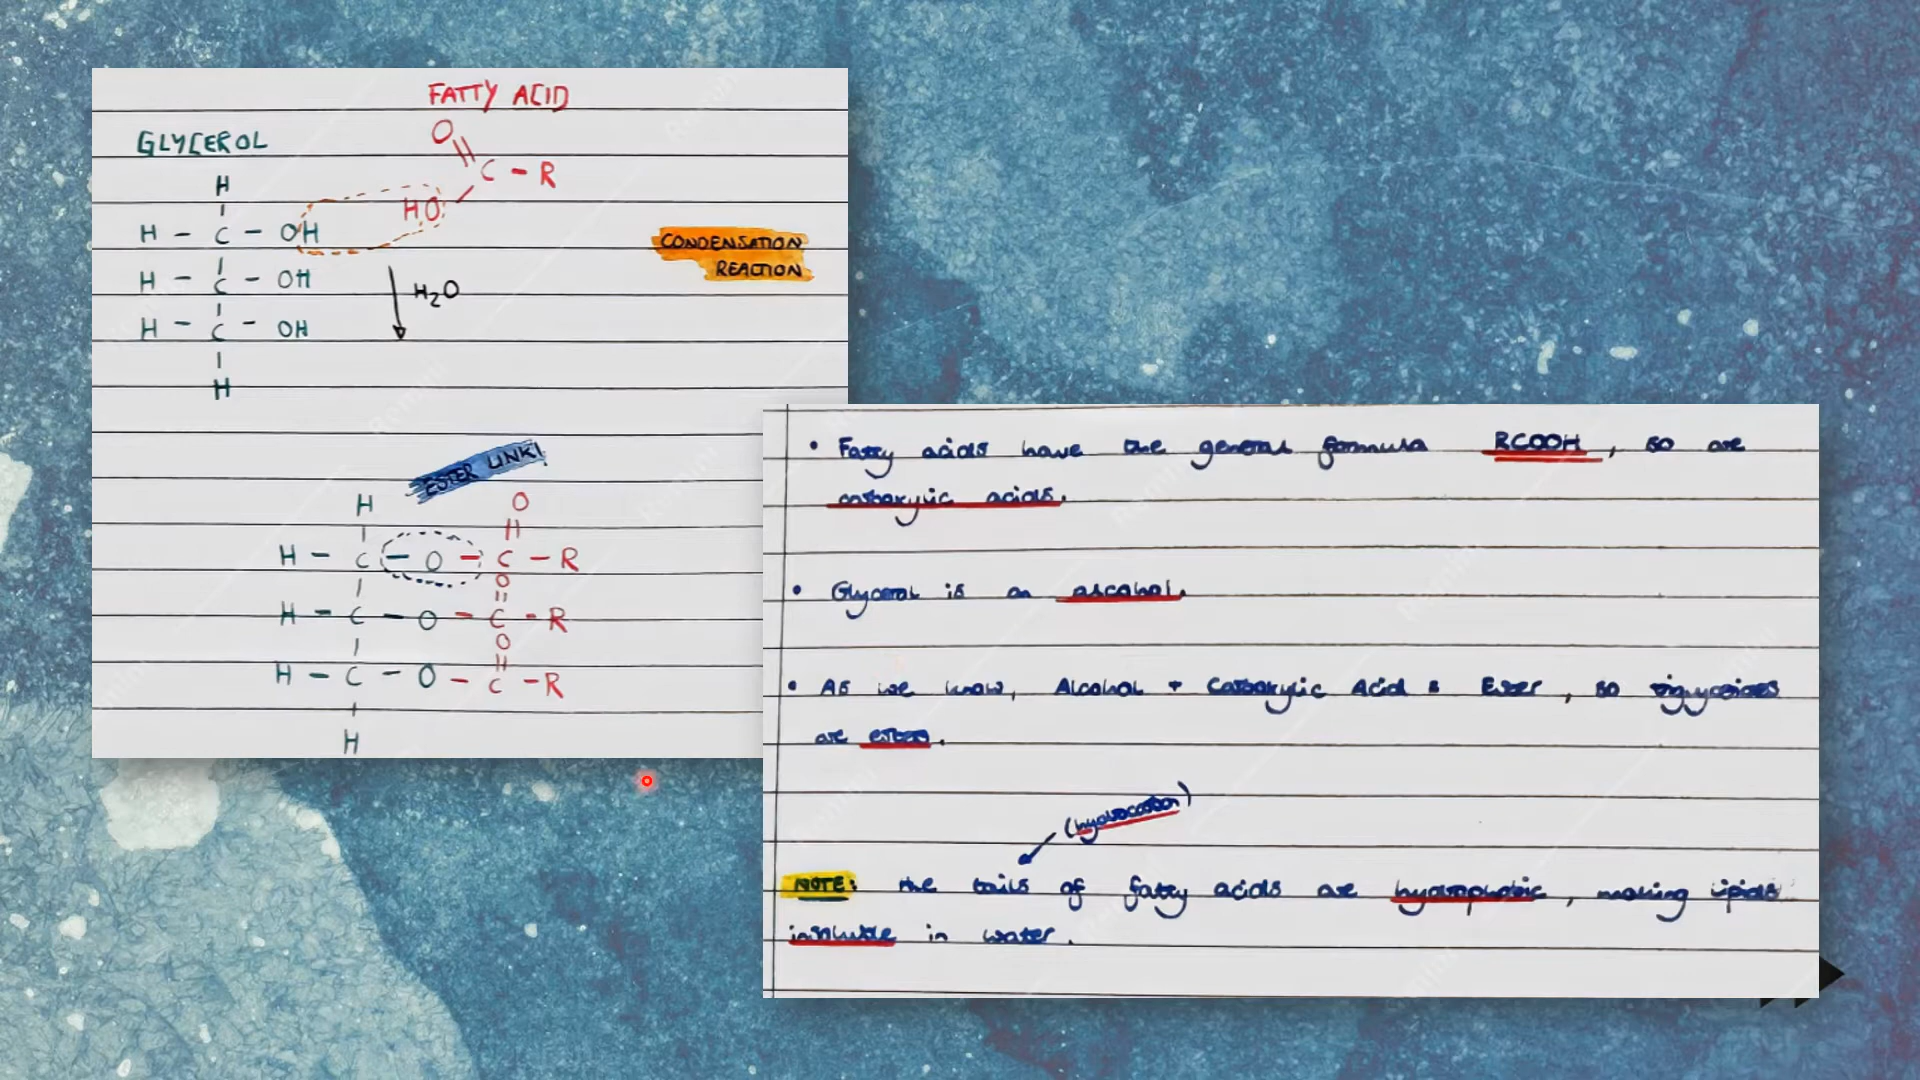 FATTY ACID
GLYCEROL
O
C - R
HO
H
H - C - OH
H - C - OH
H - C - OH
H
H2O
CONDENSATION
REACTION
ESTER LINK!
H O
H - C - O - C - R
O
H - C - O - C - R
O
H - C - O - C - R
H
• Fatty acids have the general formula RCOOH, so are
carboxylic acids.
• Glycerol is an alcohol.
• As we know, Alcohol + Carboxylic Acid = Ester, so triglycerides
are esters.
(hydrocarbon)
NOTE: the tails of fatty acids are hydrophobic, making lipids
insoluble in water.